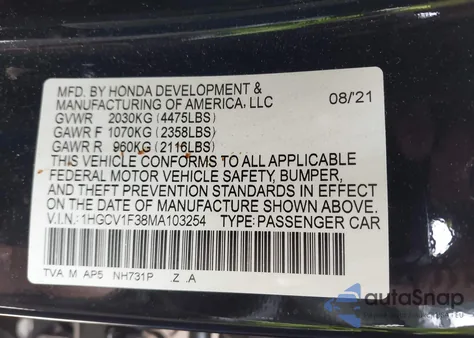 MFD. BY HONDA DEVELOPMENT &
MANUFACTURING OF AMERICA, LLC 08/21
GVWR 2030KG (4475LBS)
GAWR F 1070KG (2358LBS)
GAWR R 960KG (2116LBS)
THIS VEHICLE CONFORMS TO ALL APPLICABLE
FEDERAL MOTOR VEHICLE SAFETY, BUMPER,
AND THEFT PREVENTION STANDARDS IN EFFECT
ON THE DATE OF MANUFACTURE SHOWN ABOVE.
V.I.N.: 1HGCV1F38MA103254 TYPE: PASSENGER CAR
TVA M AP5 NH731P .Z .A
autoSnap